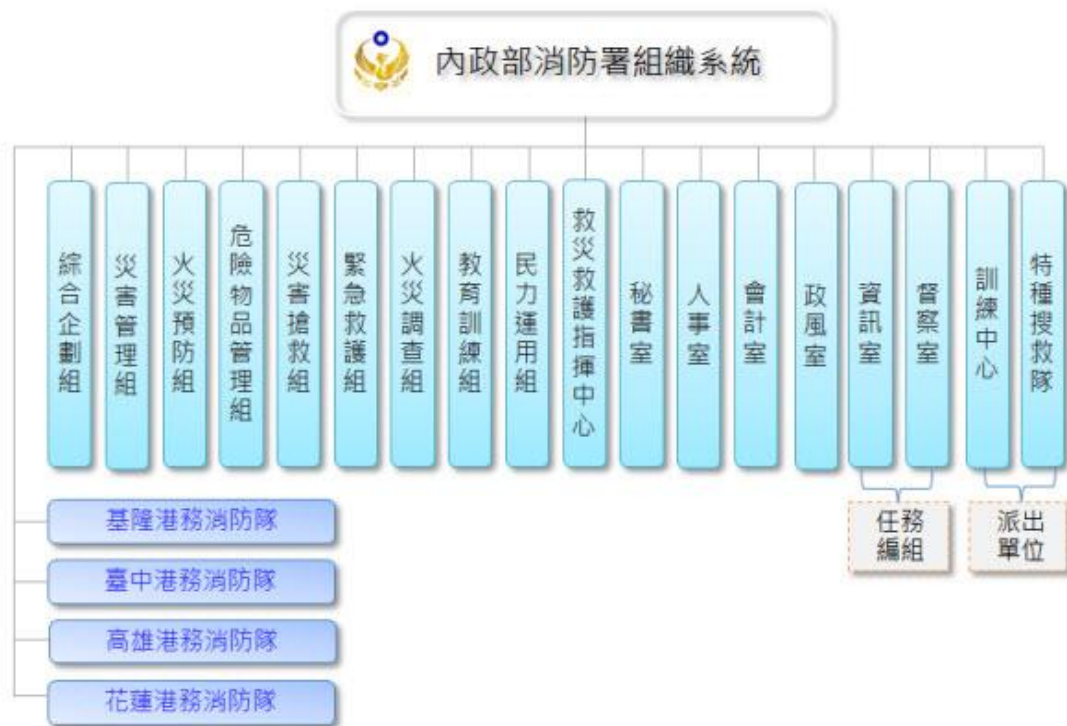 內政部消防署組織系統
綜合企劃組
災害管理組
火災預防組
危險物品管理組
災害搶救組
緊急救護組
火災調查組
教育訓練組
民力運用組
救災救護指揮中心
秘書室
人事室
會計室
政風室
資訊室
督察室
訓練中心
特種搜救隊
任務
編組
派出
單位
基隆港務消防隊
臺中港務消防隊
高雄港務消防隊
花蓮港務消防隊